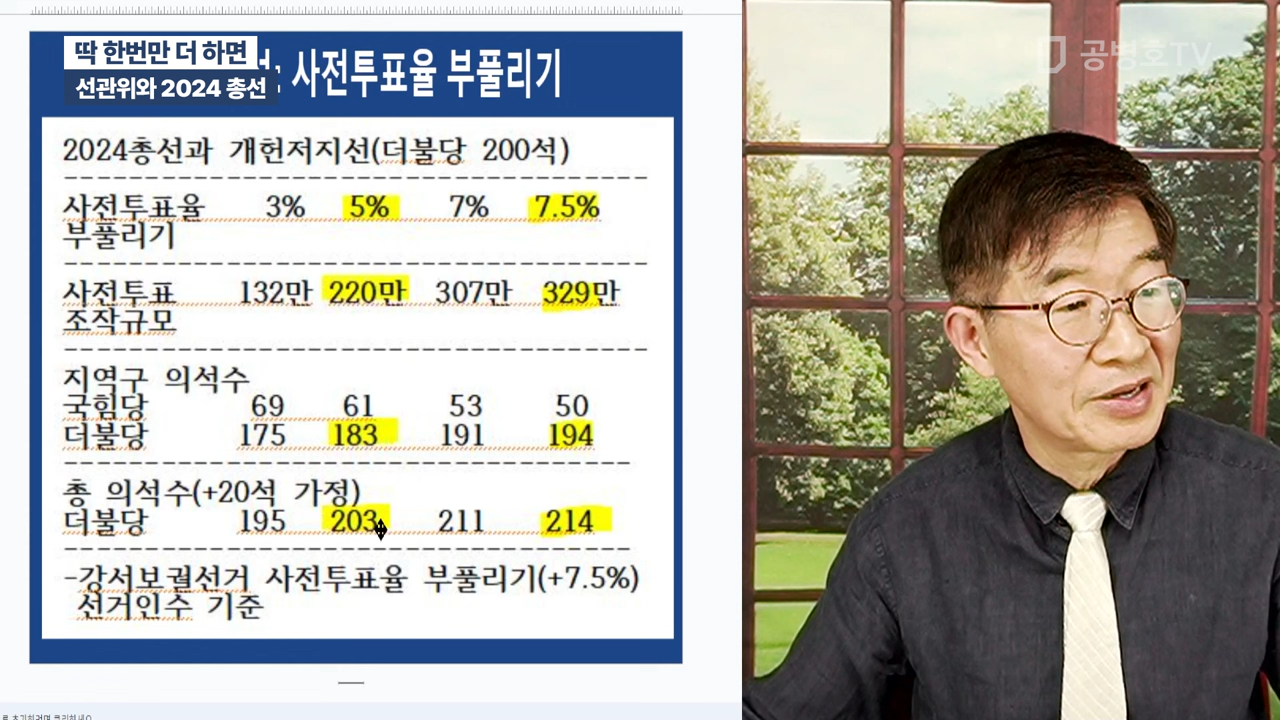 딱 한번만 더 하면
선관위와 2024 총선
사전투표율 부풀리기
공병호TV
2024총선과 개헌저지선(더불당 200석)
사전투표율 3% 5% 7% 7.5%
부풀리기
사전투표 132만 220만 307만 329만
조작규모
지역구 의석수
국힘당 69 61 53 50
더불당 175 183 191 194
총 의석수(+20석 가정)
더불당 195 203 211 214
-강서보궐선거 사전투표율 부풀리기(+7.5%)
선거인수 기준